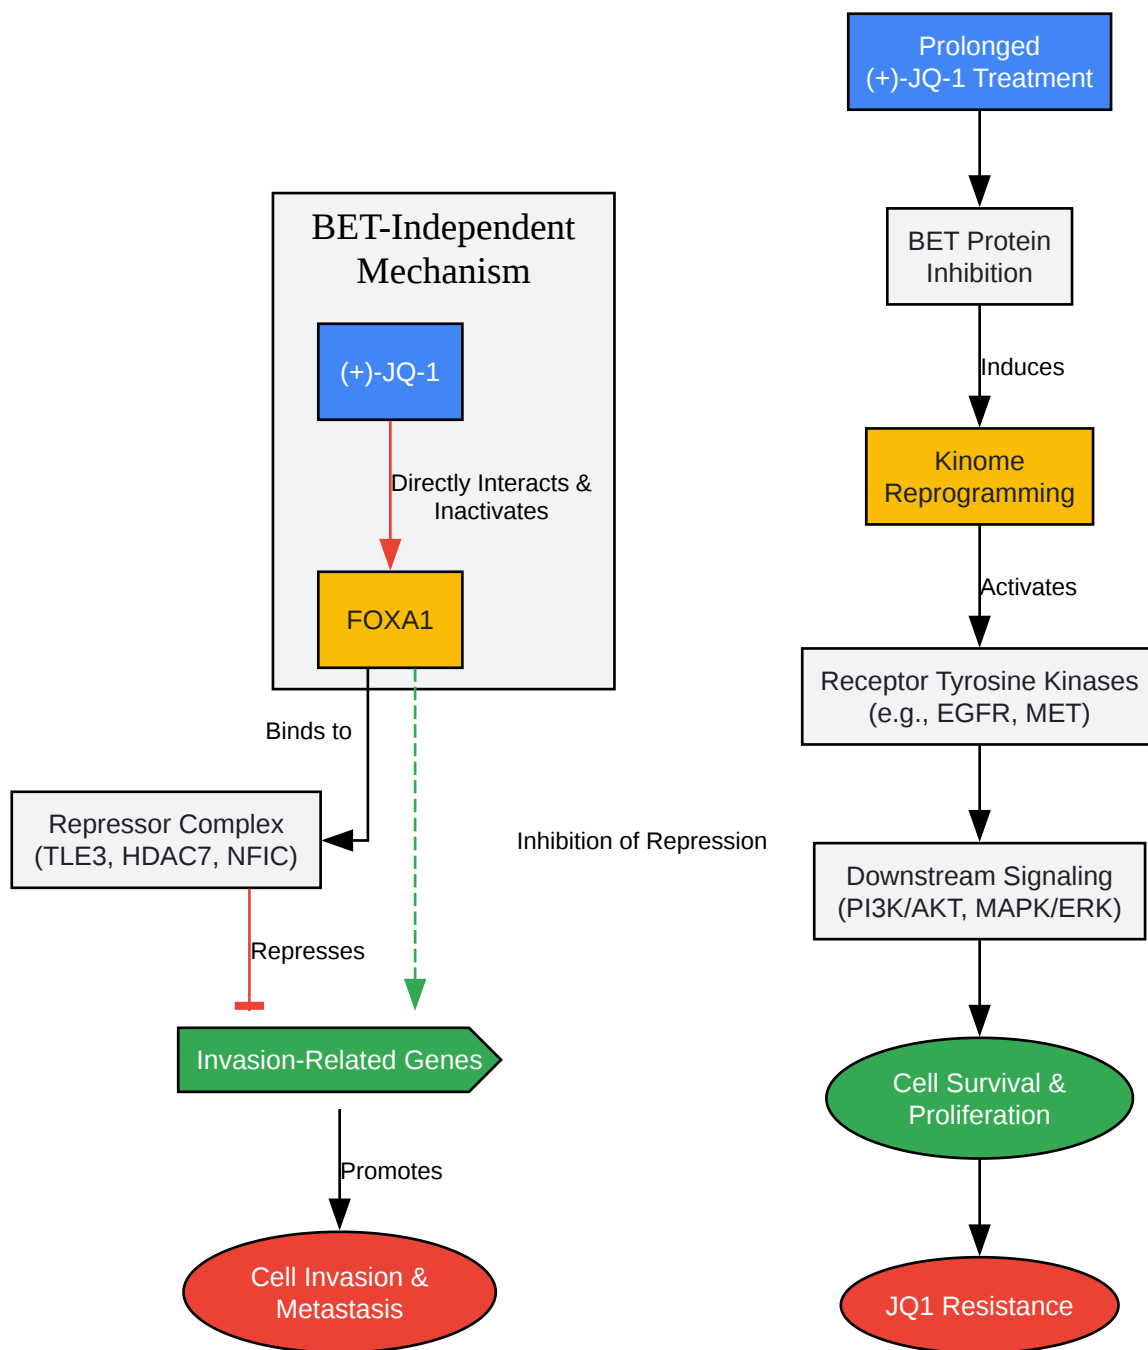 Prolonged
(+)-JQ-1 Treatment
BET Protein
Inhibition
Induces
Kinome
Reprogramming
Activates
Receptor Tyrosine Kinases
(e.g., EGFR, MET)
Downstream Signaling
(PI3K/AKT, MAPK/ERK)
Cell Survival &
Proliferation
JQ1 Resistance
BET-Independent
Mechanism
(+)-JQ-1
Directly Interacts &
Inactivates
FOXA1
Binds to
Repressor Complex
(TLE3, HDAC7, NFIC)
Inhibition of Repression
Represses
Invasion-Related Genes
Promotes
Cell Invasion &
Metastasis